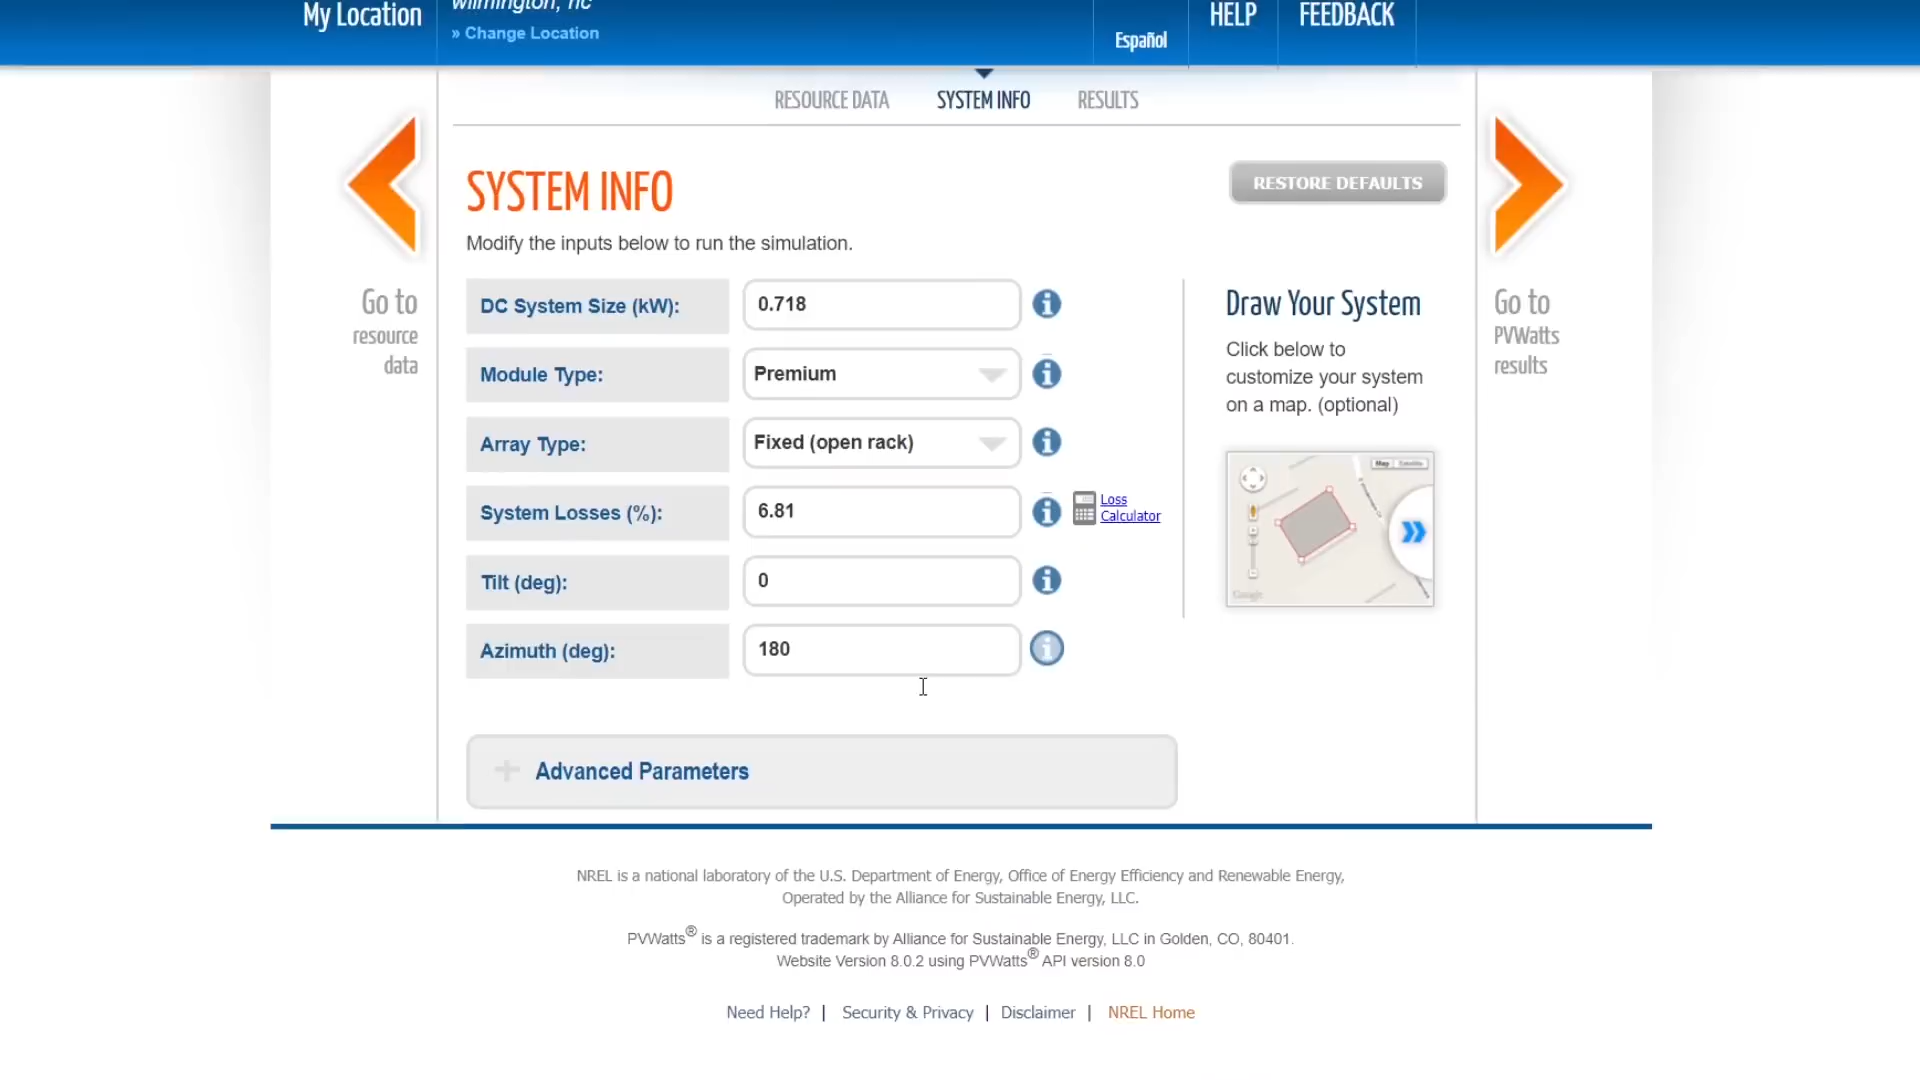 My Location
wilmington, nc
» Change Location
Español
HELP
FEEDBACK
RESOURCE DATA
SYSTEM INFO
RESULTS
SYSTEM INFO
RESTORE DEFAULTS
Modify the inputs below to run the simulation.
Go to
resource
data
DC System Size (kW):
0.718
Module Type:
Premium
Array Type:
Fixed (open rack)
System Losses (%):
6.81
Loss
Calculator
Tilt (deg):
0
Azimuth (deg):
180
Draw Your System
Click below to
customize your system
on a map. (optional)
Map
Google
Go to
PVWatts
results
Advanced Parameters
NREL is a national laboratory of the U.S. Department of Energy, Office of Energy Efficiency and Renewable Energy,
Operated by the Alliance for Sustainable Energy, LLC.
PVWatts® is a registered trademark by Alliance for Sustainable Energy, LLC in Golden, CO, 80401.
Website Version 8.0.2 using PVWatts® API version 8.0
Need Help? | Security & Privacy | Disclaimer | NREL Home